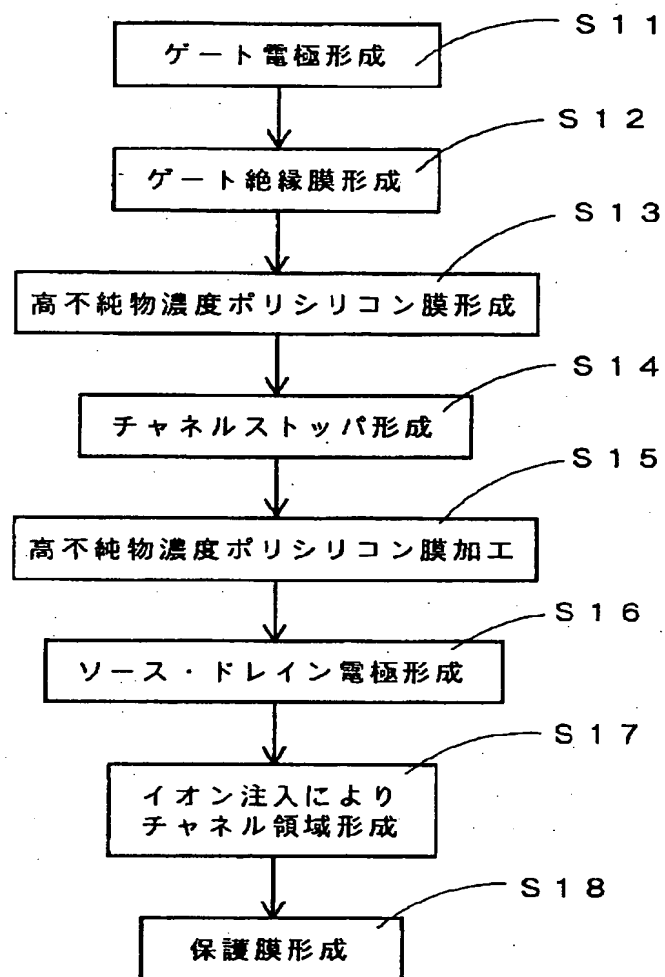 S11
ゲート電極形成
S12
ゲート絶縁膜形成
S13
高不純物濃度ポリシリコン膜形成
S14
チャネルストッパ形成
S15
高不純物濃度ポリシリコン膜加工
S16
ソース・ドレイン電極形成
S17
イオン注入により
チャネル領域形成
S18
保護膜形成